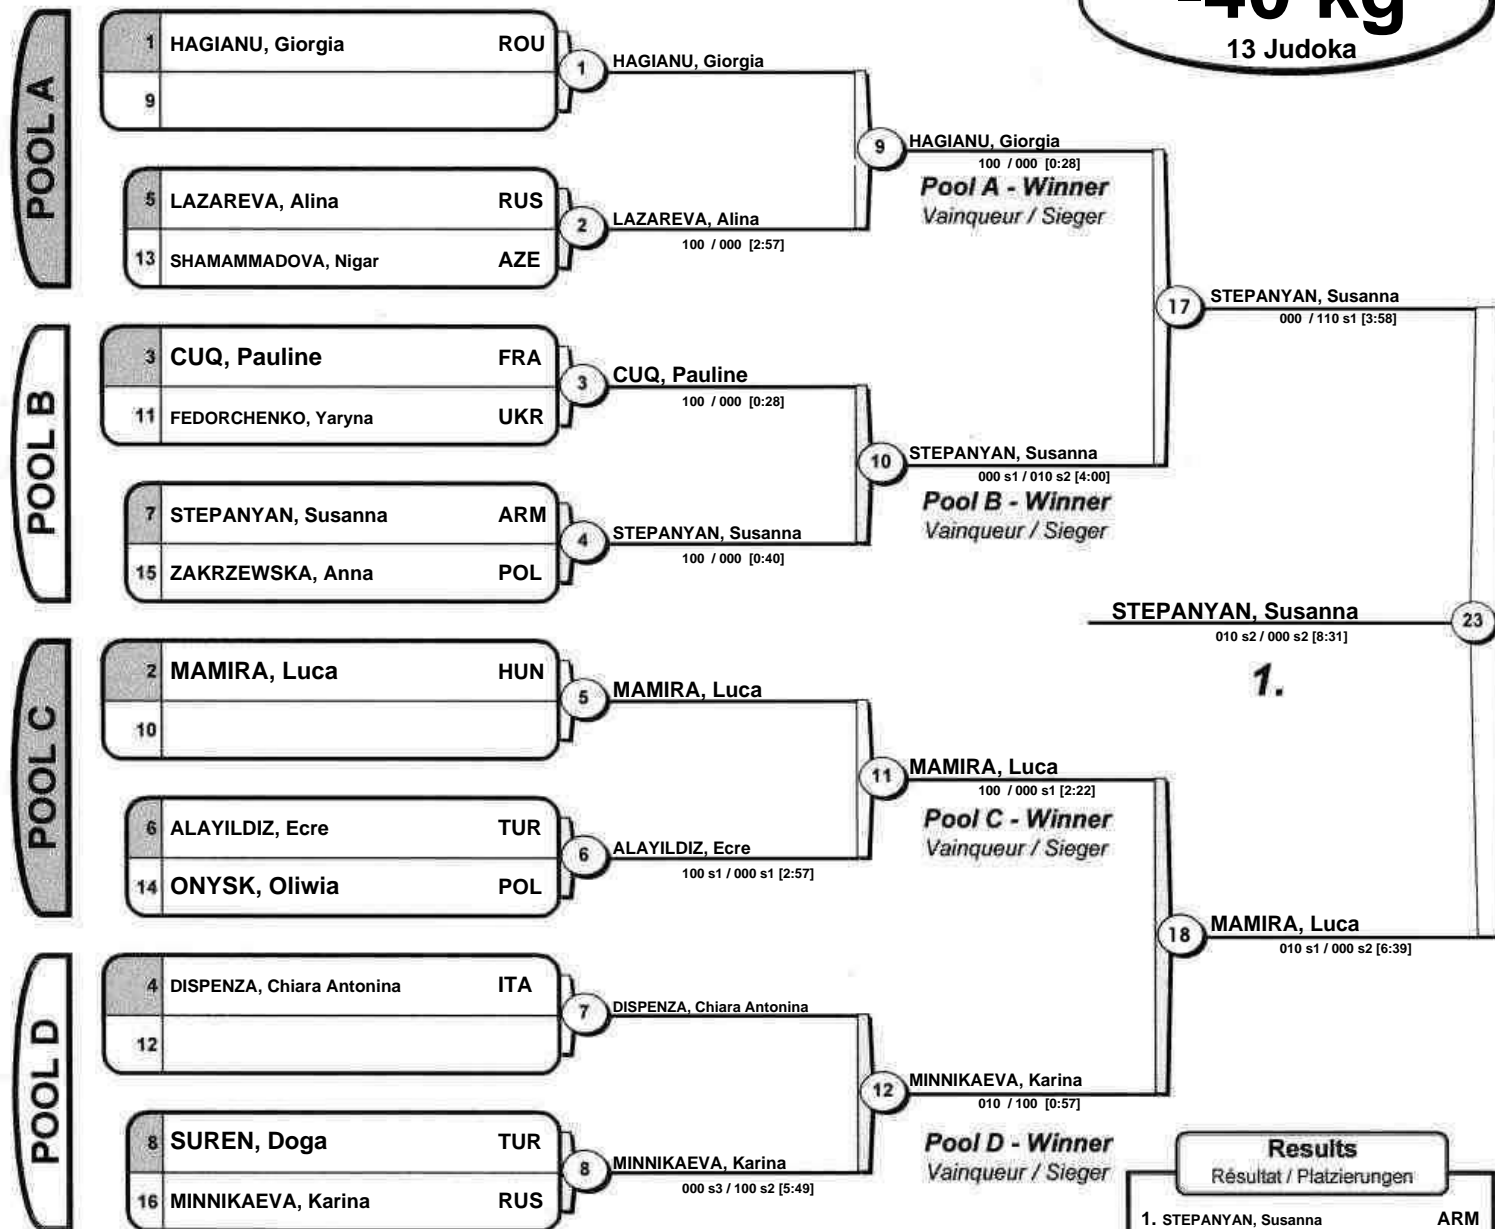 -40 kg
13 Judoka
POOL A
1 HAGIANU, Giorgia ROU
9
1 HAGIANU, Giorgia
5 LAZAREVA, Alina RUS
13 SHAMAMMADOVA, Nigar AZE
2 LAZAREVA, Alina
100 / 000 [2:57]
9 HAGIANU, Giorgia
100 / 000 [0:28]
Pool A - Winner
Vainqueur / Sieger
POOL B
3 CUQ, Pauline FRA
11 FEDORCHENKO, Yaryna UKR
3 CUQ, Pauline
100 / 000 [0:28]
7 STEPANYAN, Susanna ARM
15 ZAKRZEWSKA, Anna POL
4 STEPANYAN, Susanna
100 / 000 [0:40]
10 STEPANYAN, Susanna
000 s1 / 010 s2 [4:00]
Pool B - Winner
Vainqueur / Sieger
17 STEPANYAN, Susanna
000 / 110 s1 [3:58]
STEPANYAN, Susanna 23
010 s2 / 000 s2 [8:31]
1.
POOL C
2 MAMIRA, Luca HUN
10
5 MAMIRA, Luca
6 ALAYILDIZ, Ecre TUR
14 ONYSK, Oliwia POL
6 ALAYILDIZ, Ecre
100 s1 / 000 s1 [2:57]
11 MAMIRA, Luca
100 / 000 s1 [2:22]
Pool C - Winner
Vainqueur / Sieger
POOL D
4 DISPENZA, Chiara Antonina ITA
12
7 DISPENZA, Chiara Antonina
8 SUREN, Doga TUR
16 MINNIKAEVA, Karina RUS
8 MINNIKAEVA, Karina
000 s3 / 100 s2 [5:49]
12 MINNIKAEVA, Karina
010 / 100 [0:57]
Pool D - Winner
Vainqueur / Sieger
18 MAMIRA, Luca
010 s1 / 000 s2 [6:39]
Results
Résultat / Platzierungen
1. STEPANYAN, Susanna ARM